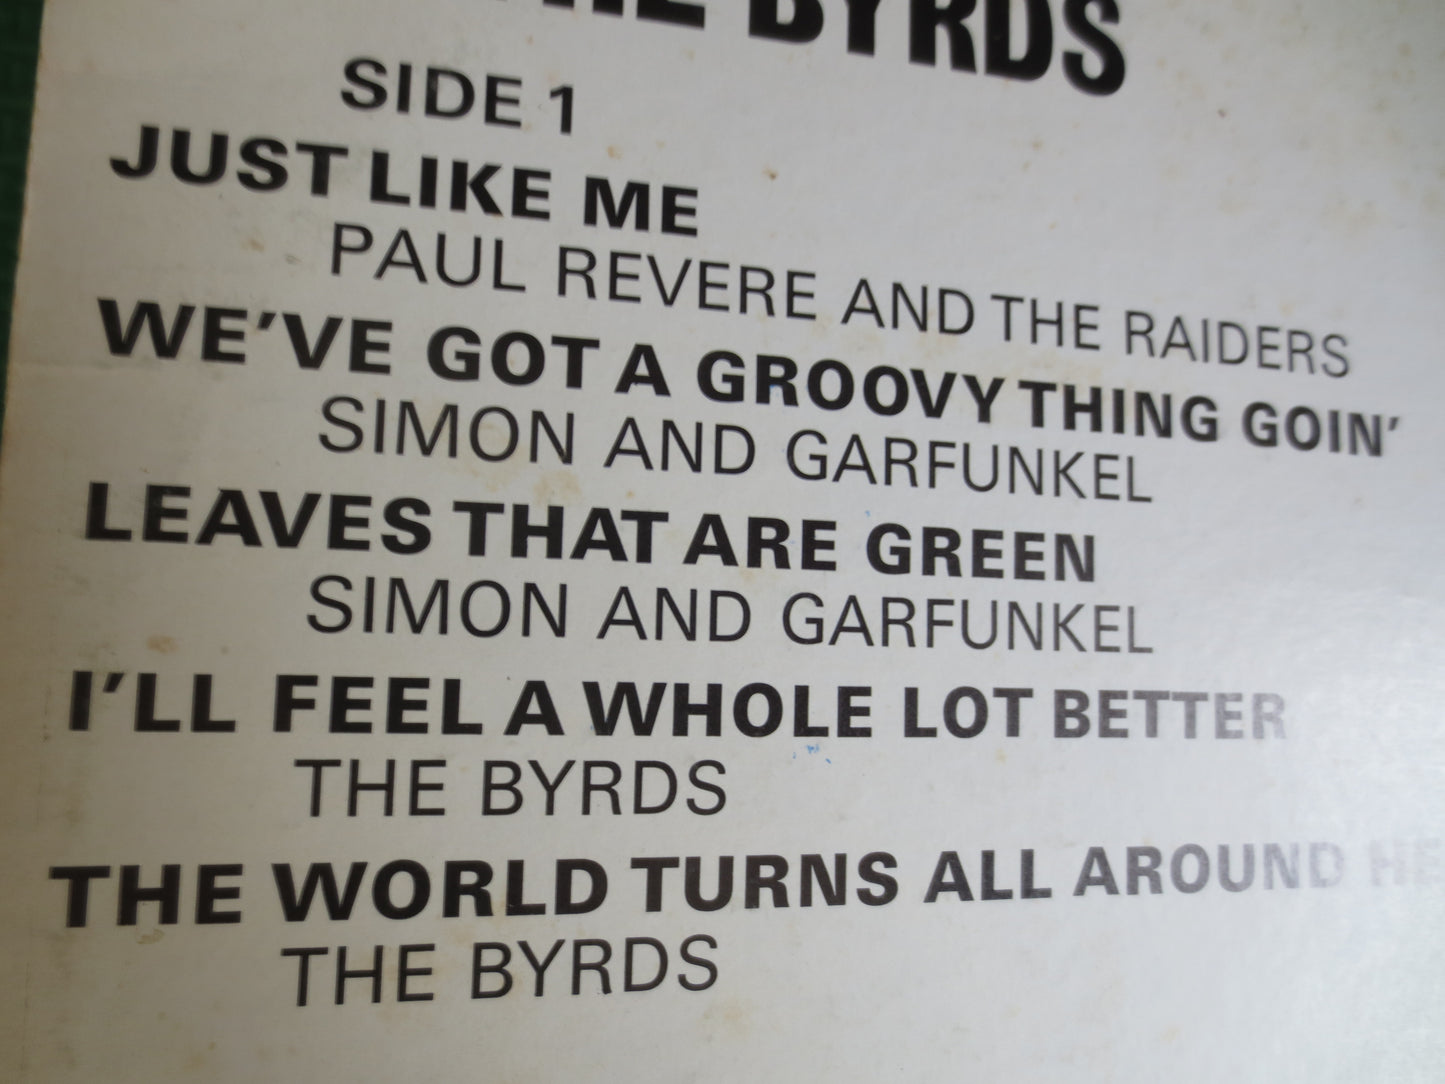 THE BYRDS
SIDE 1
JUST LIKE ME
PAUL REVERE AND THE RAIDERS
WE'VE GOT A GROOVY THING GOIN'
SIMON AND GARFUNKEL
LEAVES THAT ARE GREEN
SIMON AND GARFUNKEL
I'LL FEEL A WHOLE LOT BETTER
THE BYRDS
THE WORLD TURNS ALL AROUND
THE BYRDS